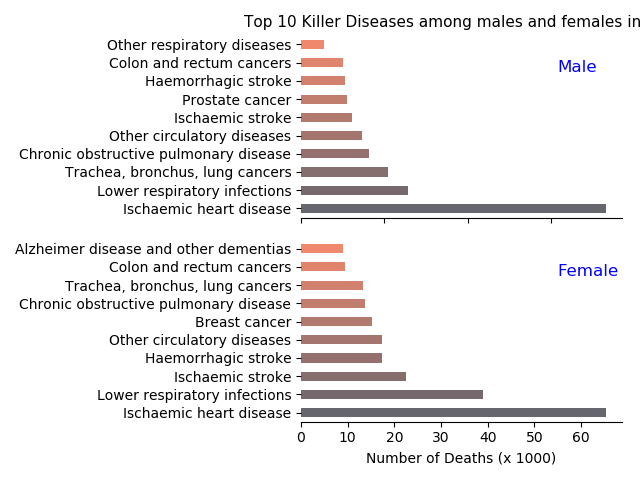 Top 10 Killer Diseases among males and females in
Other respiratory diseases
Colon and rectum cancers
Male
Haemorrhagic stroke
Prostate cancer
Ischaemic stroke
Other circulatory diseases
Chronic obstructive pulmonary disease
Trachea, bronchus, lung cancers
Lower respiratory infections
Ischaemic heart disease
Alzheimer disease and other dementias
Colon and rectum cancers
Female
Trachea, bronchus, lung cancers
Chronic obstructive pulmonary disease
Breast cancer
Other circulatory diseases
Haemorrhagic stroke
Ischaemic stroke
Lower respiratory infections
Ischaemic heart disease
0 10 20 30 40 50 60
Number of Deaths (x 1000)